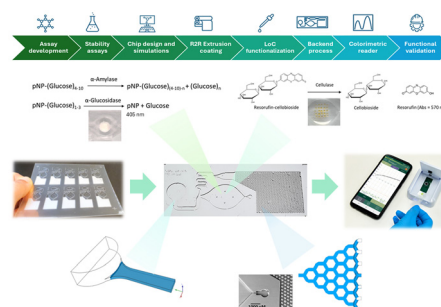 Assay development
Stability assays
Chip design and simulations
R2R Extrusion coating
LoC functionalization
Backend process
Colorimetric reader
Functional validation
pNP-(Glucose)4-10
α-Amylase
pNP-(Glucose)(4-10)-n + (Glucose)n
pNP-(Glucose)1-3
α-Glucosidase
pNP + Glucose
405 nm
Resorufin-cellobioside
Cellulase
Cellobioside
Resorufin (Abs = 570 nm)